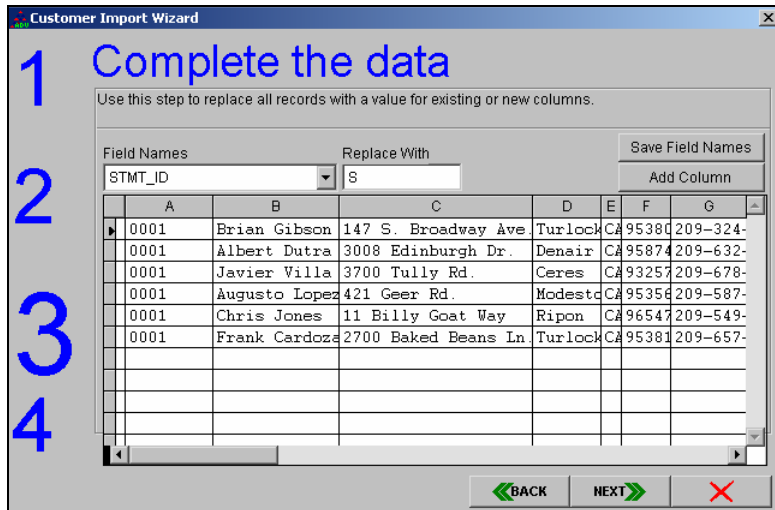 Customer Import Wizard
1 Complete the data
Use this step to replace all records with a value for existing or new columns.
Field Names Replace With Save Field Names
2 STMT_ID S Add Column
A B C D E F G
0001 Brian Gibson 147 S. Broadway Ave. Turlock CA 95380 209-324-
0001 Albert Dutra 3008 Edinburgh Dr. Denair CA 95874 209-632-
0001 Javier Villa 3700 Tully Rd. Ceres CA 93257 209-678-
0001 Augusto Lopez 421 Geer Rd. Modesto CA 95356 209-587-
3 0001 Chris Jones 11 Billy Goat Way Ripon CA 96547 209-549-
0001 Frank Cardoza 2700 Baked Beans Ln. Turlock CA 95381 209-657-
4
BACK NEXT